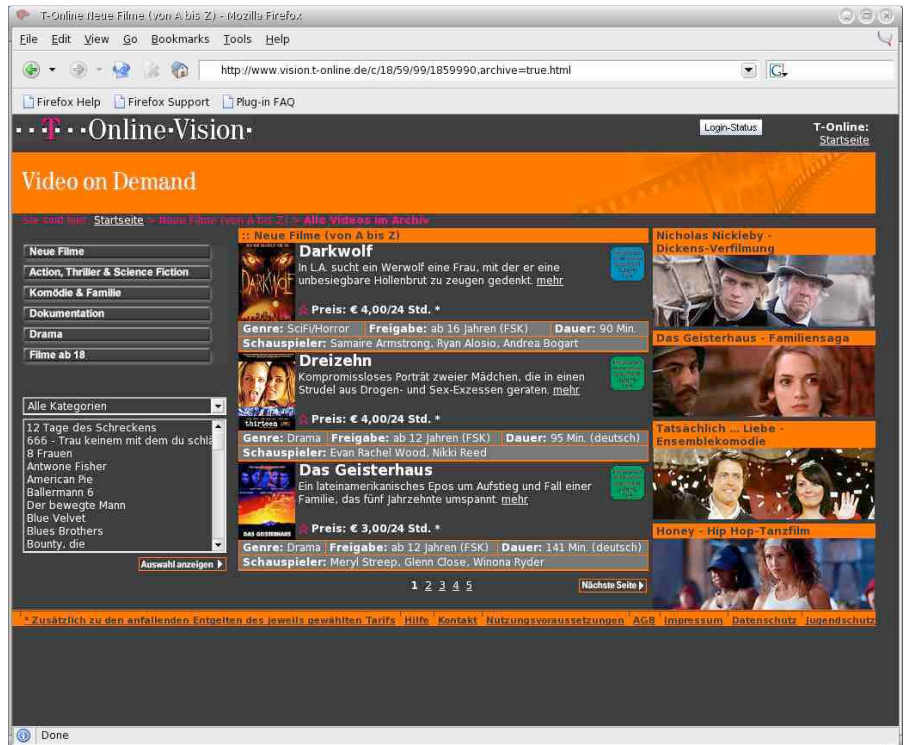 T-Online Neue Filme (von A bis Z) - Mozilla Firefox
File Edit View Go Bookmarks Tools Help
http://www.vision.t-online.de/c/18/59/99/1859990,archive=true.html
G
Firefox Help Firefox Support Plug-in FAQ
···T···Online·Vision·
Login-Status
T-Online:
Startseite
Video on Demand
Sie sind hier: Startseite > Neue Filme (von A bis Z) > Alle Videos im Archiv
Neue Filme
Action, Thriller & Science Fiction
Komödie & Familie
Dokumentation
Drama
Filme ab 18
Alle Kategorien
12 Tage des Schreckens
666 - Trau keinem mit dem du schlä
8 Frauen
Antwone Fisher
American Pie
Ballermann 6
Der bewegte Mann
Blue Velvet
Blues Brothers
Bounty, die
Auswahl anzeigen
:: Neue Filme (von A bis Z)
DARKWOLF
Darkwolf
In L.A. sucht ein Werwolf eine Frau, mit der er eine
unbesiegbare Höllenbrut zu zeugen gedenkt. mehr
Preis: € 4,00/24 Std. *
Genre: SciFi/Horror Freigabe: ab 16 Jahren (FSK) Dauer: 90 Min.
Schauspieler: Samaire Armstrong, Ryan Alosio, Andrea Bogart
thirteen
Dreizehn
Kompromissloses Porträt zweier Mädchen, die in einen
Strudel aus Drogen- und Sex-Exzessen geraten. mehr
Preis: € 4,00/24 Std. *
Genre: Drama Freigabe: ab 12 Jahren (FSK) Dauer: 95 Min. (deutsch)
Schauspieler: Evan Rachel Wood, Nikki Reed
DAS GEISTERHAUS
Das Geisterhaus
Ein lateinamerikanisches Epos um Aufstieg und Fall einer
Familie, das fünf Jahrzehnte umspannt. mehr
Preis: € 3,00/24 Std. *
Genre: Drama Freigabe: ab 12 Jahren (FSK) Dauer: 141 Min. (deutsch)
Schauspieler: Meryl Streep, Glenn Close, Winona Ryder
1 2 3 4 5
Nächste Seite
Nicholas Nickleby -
Dickens-Verfilmung
Das Geisterhaus - Familiensaga
Tatsächlich ... Liebe -
Ensemblekomödie
Honey - Hip Hop-Tanzfilm
* Zusätzlich zu den anfallenden Entgelten des jeweils gewählten Tarifs Hilfe Kontakt Nutzungsvoraussetzungen AGB Impressum Datenschutz Jugendschutz
Done